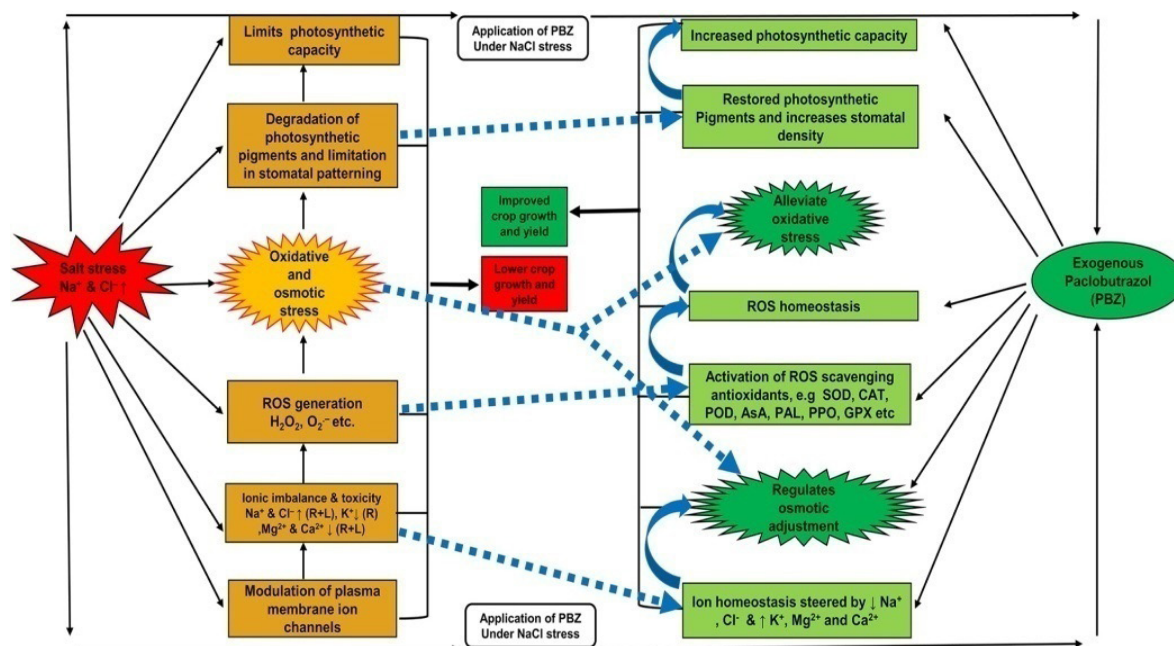 Limits photosynthetic
capacity
Application of PBZ
Under NaCl stress
Increased photosynthetic capacity
Degradation of
photosynthetic
pigments and limitation
in stomatal patterning
Restored photosynthetic
Pigments and increases stomatal
density
Improved
crop growth
and yield
Alleviate
oxidative
stress
Salt stress
Na⁺ & Cl⁻ ↑
Oxidative
and
osmotic
stress
Lower crop
growth and
yield
Exogenous
Paclobutrazol
(PBZ)
ROS homeostasis
ROS generation
H₂O₂, O₂·⁻ etc.
Activation of ROS scavenging
antioxidants, e.g SOD, CAT,
POD, AsA, PAL, PPO, GPX etc
Ionic imbalance & toxicity
Na⁺ & Cl⁻ ↑ (R+L), K⁺↓ (R)
,Mg²⁺ & Ca²⁺ ↓ (R+L)
Regulates
osmotic
adjustment
Modulation of plasma
membrane ion
channels
Application of PBZ
Under NaCl stress
Ion homeostasis steered by ↓ Na⁺
, Cl⁻ & ↑ K⁺, Mg²⁺ and Ca²⁺